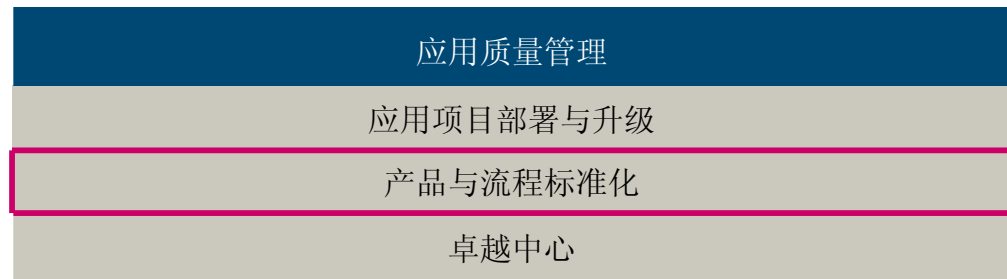 应用质量管理
应用项目部署与升级
产品与流程标准化
卓越中心